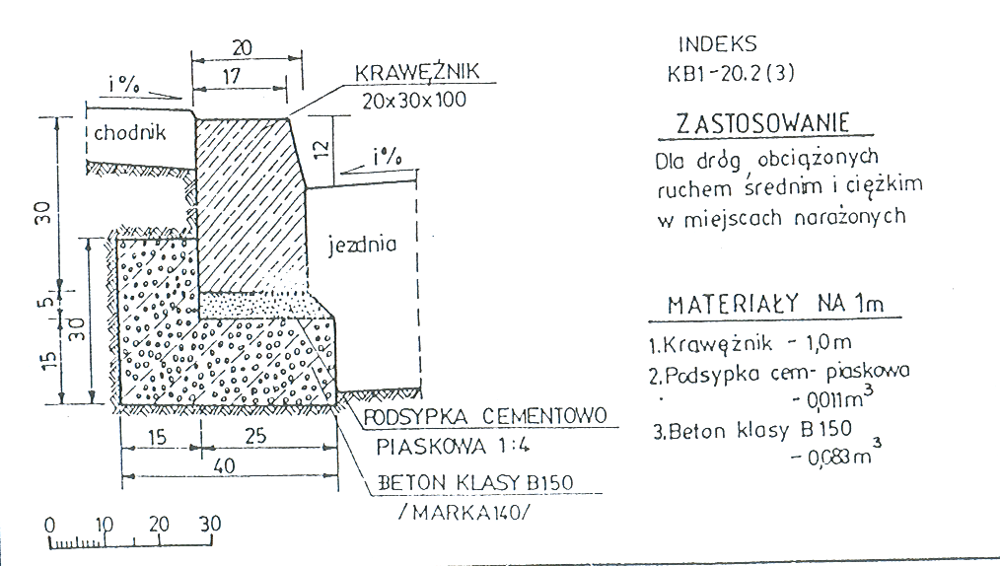 20
17
i%
KRAWĘŻNIK
20x30x100
chodnik
12
i%
30
jezdnia
5
30
15
15
25
40
PODSYPKA CEMENTOWO
PIASKOWA 1:4
BETON KLASY B150
/MARKA140/
0 10 20 30
INDEKS
KB1-20.2(3)
ZASTOSOWANIE
Dla dróg obciążonych
ruchem średnim i ciężkim
w miejscach narażonych
MATERIAŁY NA 1m
1.Krawężnik - 1,0m
2.Podsypka cem- piaskowa
- 0,011m³
3.Beton klasy B150
- 0,083m³